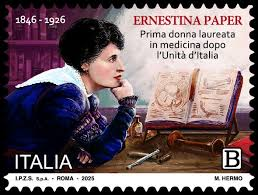 1846 - 1926
ERNESTINA PAPER
Prima donna laureata
in medicina dopo
l'Unità d'Italia
ITALIA
B
I.P.Z.S. S.p.A. - ROMA - 2025
M. HERMO